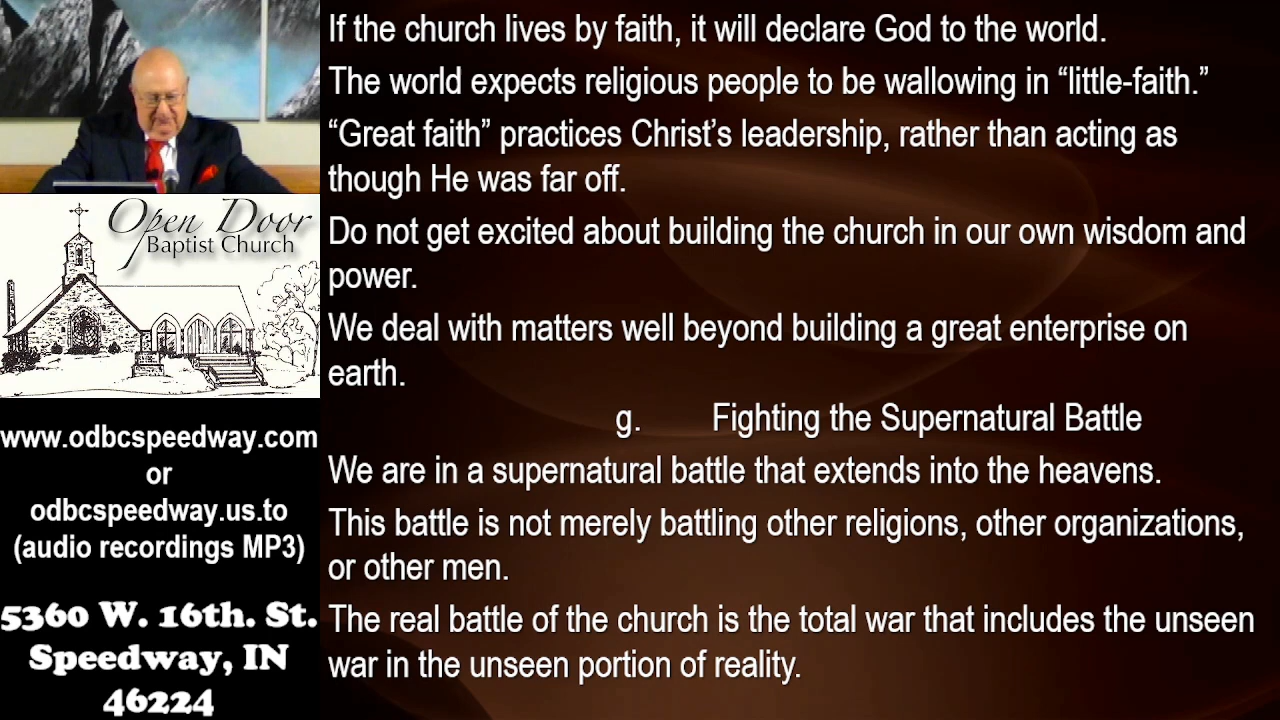 If the church lives by faith, it will declare God to the world.
The world expects religious people to be wallowing in “little-faith.”
“Great faith” practices Christ’s leadership, rather than acting as
though He was far off.
Do not get excited about building the church in our own wisdom and
power.
We deal with matters well beyond building a great enterprise on
earth.
g. Fighting the Supernatural Battle
We are in a supernatural battle that extends into the heavens.
This battle is not merely battling other religions, other organizations,
or other men.
The real battle of the church is the total war that includes the unseen
war in the unseen portion of reality.
Open Door
Baptist Church
www.odbcspeedway.com
or
odbcspeedway.us.to
(audio recordings MP3)
5360 W. 16th. St.
Speedway, IN
46224